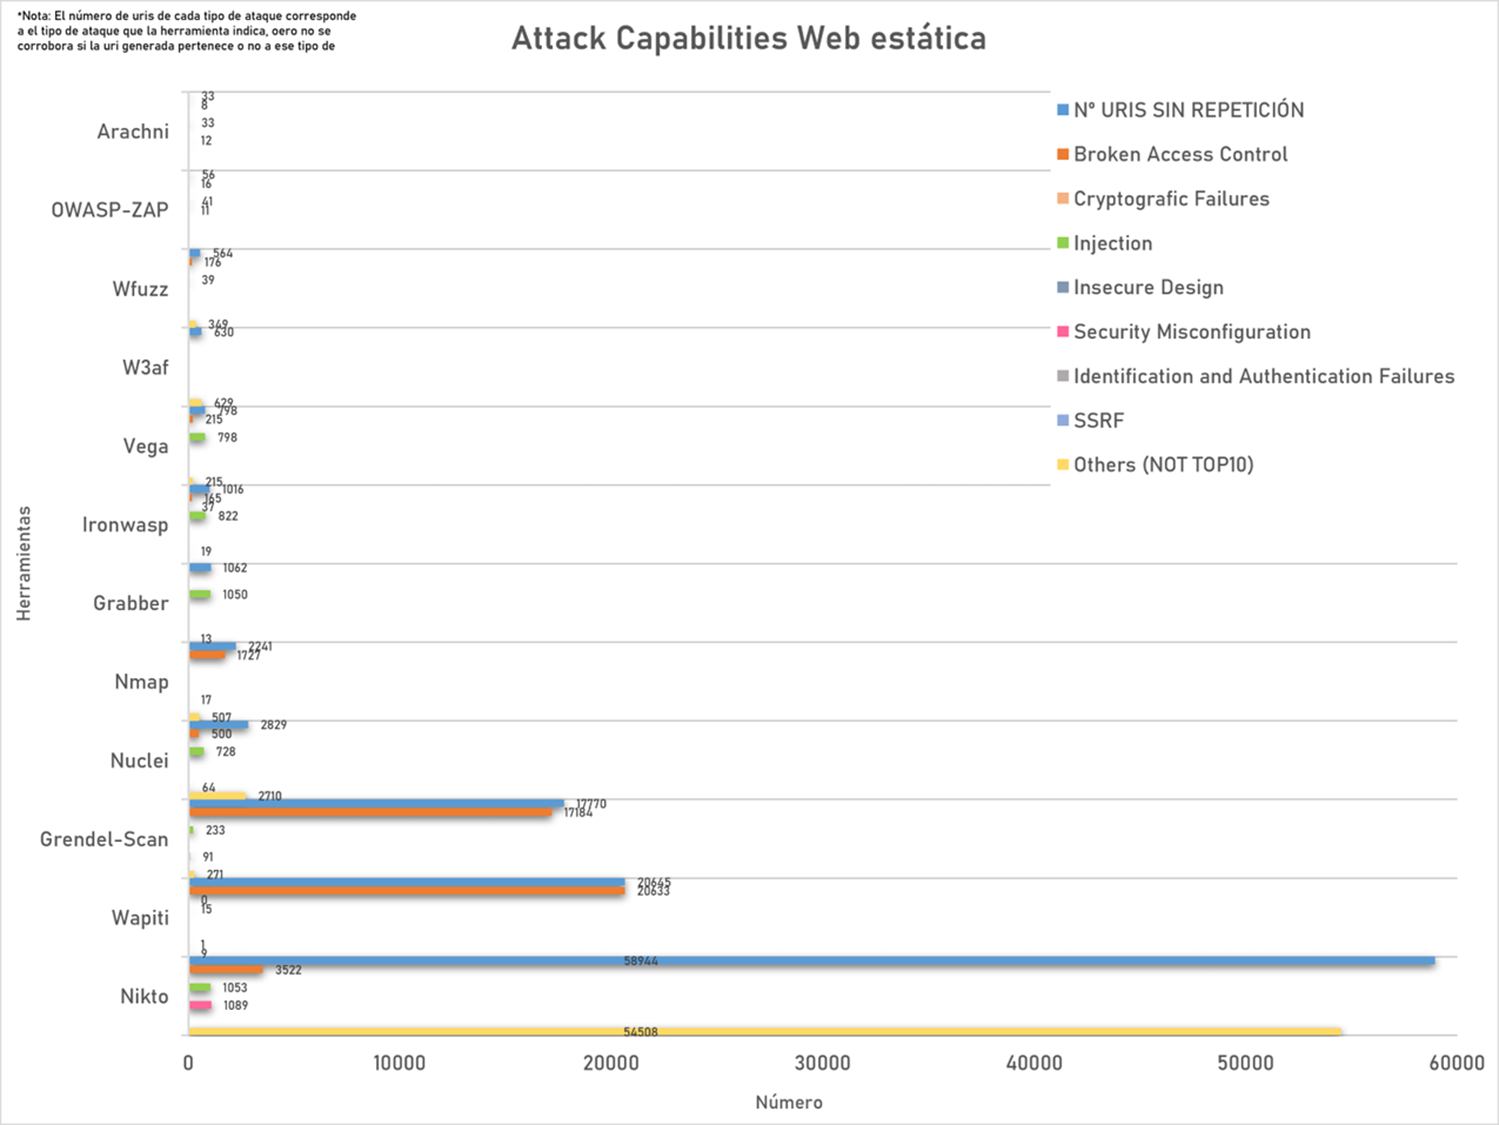 *Nota: El número de uris de cada tipo de ataque corresponde
a el tipo de ataque que la herramienta indica, oero no se
corrobora si la uri generada pertenece o no a ese tipo de
Attack Capabilities Web estática
Nº URIS SIN REPETICIÓN
Broken Access Control
Cryptografic Failures
Injection
Insecure Design
Security Misconfiguration
Identification and Authentication Failures
SSRF
Others (NOT TOP10)
Herramientas
Arachni
33
8
33
12
OWASP-ZAP
56
16
41
11
Wfuzz
564
176
39
349
W3af
630
629
Vega
798
215
798
215
Ironwasp
1016
165
37
822
19
Grabber
1062
1050
13
Nmap
2241
1727
17
507
Nuclei
2829
500
728
64
2710
Grendel-Scan
17770
17184
233
91
271
Wapiti
20645
20633
0
15
1
9
Nikto
58944
3522
1053
1089
54508
0 10000 20000 30000 40000 50000 60000
Número